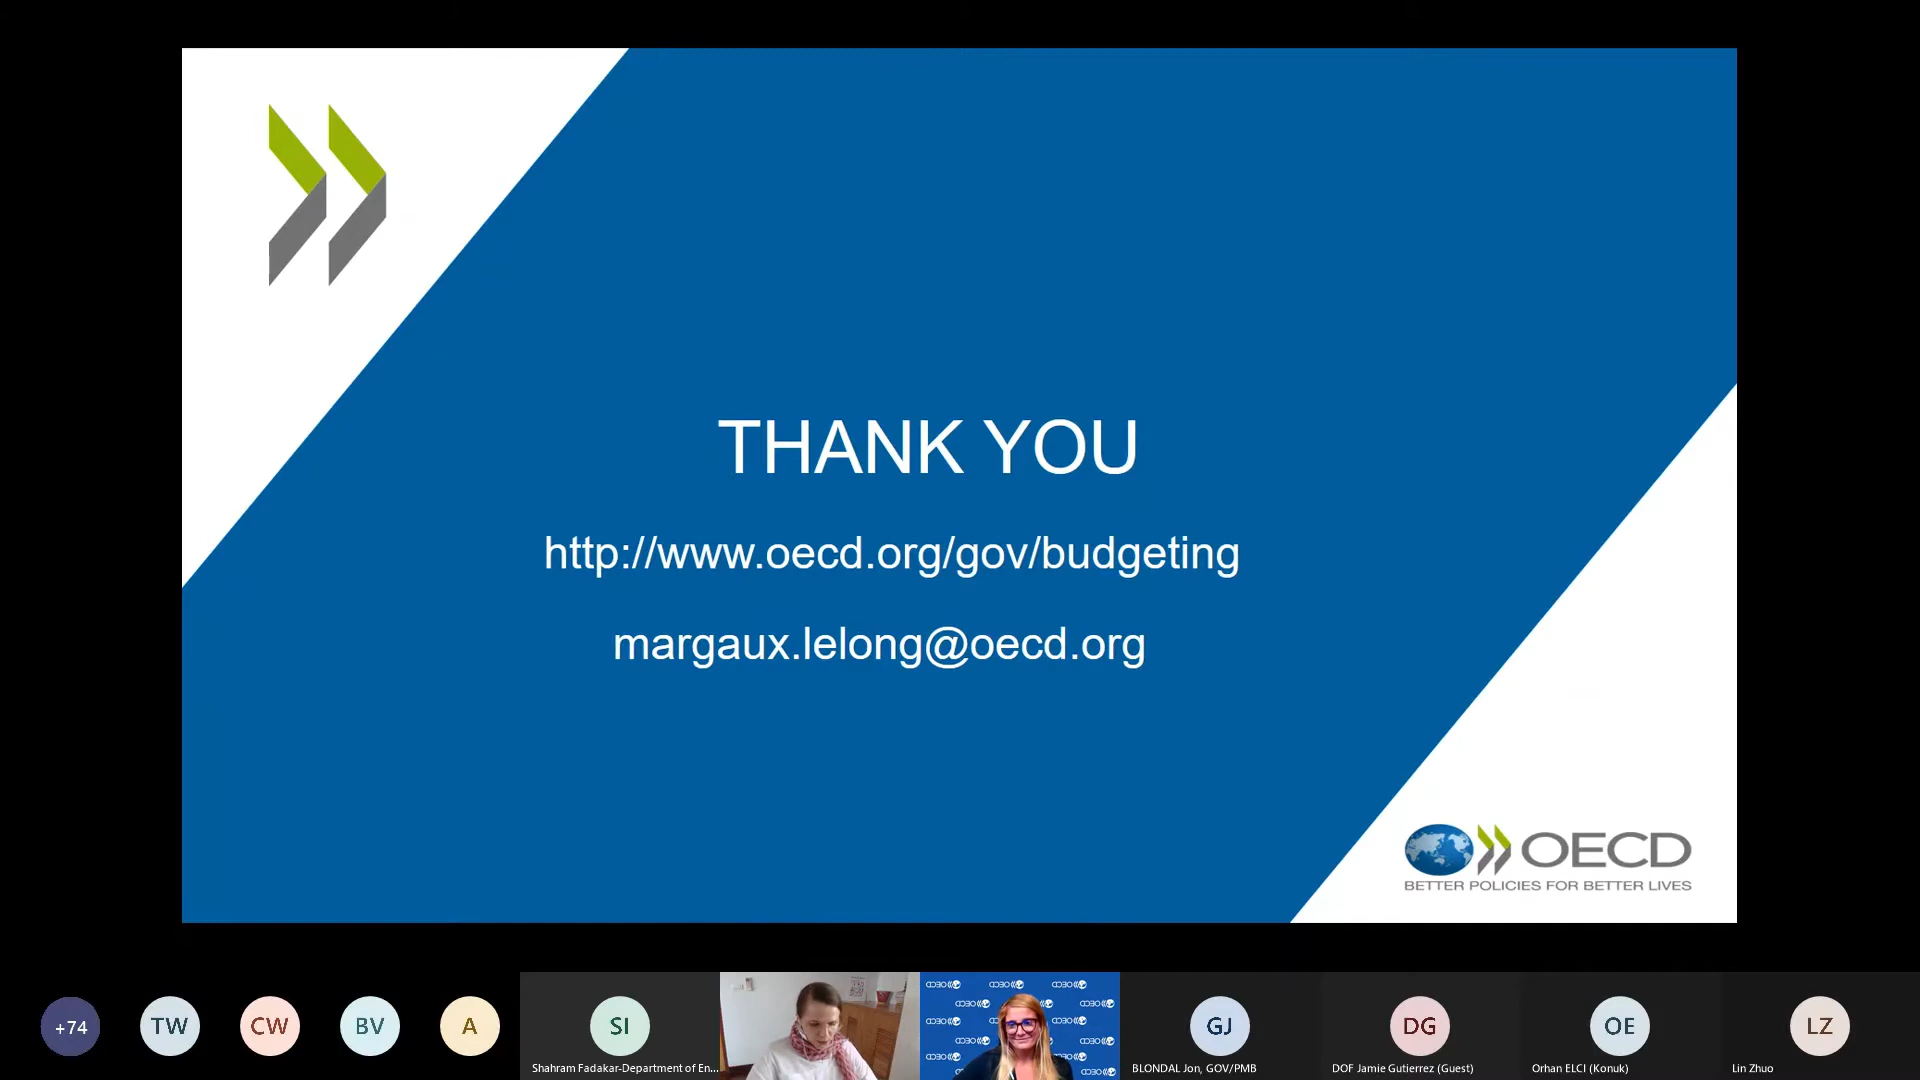 THANK YOU
http://www.oecd.org/gov/budgeting
margaux.lelong@oecd.org
OECD
BETTER POLICIES FOR BETTER LIVES
+74
TW
CW
BV
A
SI
GJ
DG
OE
LZ
Shahram Fadakar-Department of En...
BLONDAL Jon, GOV/PMB
DOF Jamie Gutierrez (Guest)
Orhan ELCI (Konuk)
Lin Zhuo